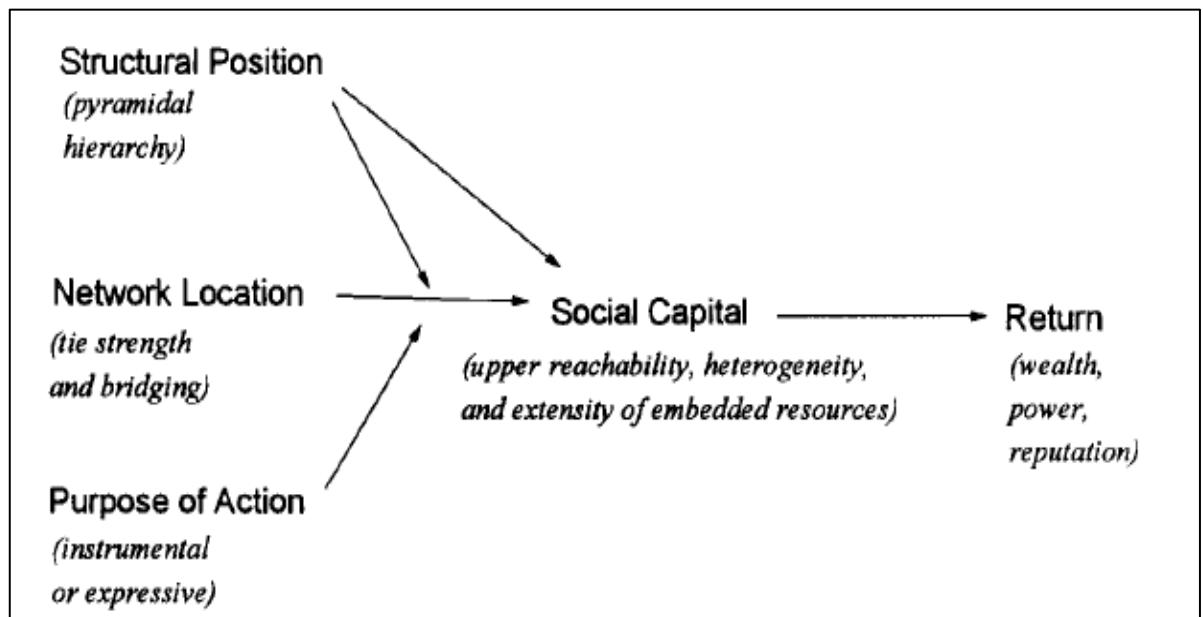 Structural Position
(pyramidal
hierarchy)
Network Location
(tie strength
and bridging)
Social Capital
(upper reachability, heterogeneity,
and extensity of embedded resources)
Return
(wealth,
power,
reputation)
Purpose of Action
(instrumental
or expressive)